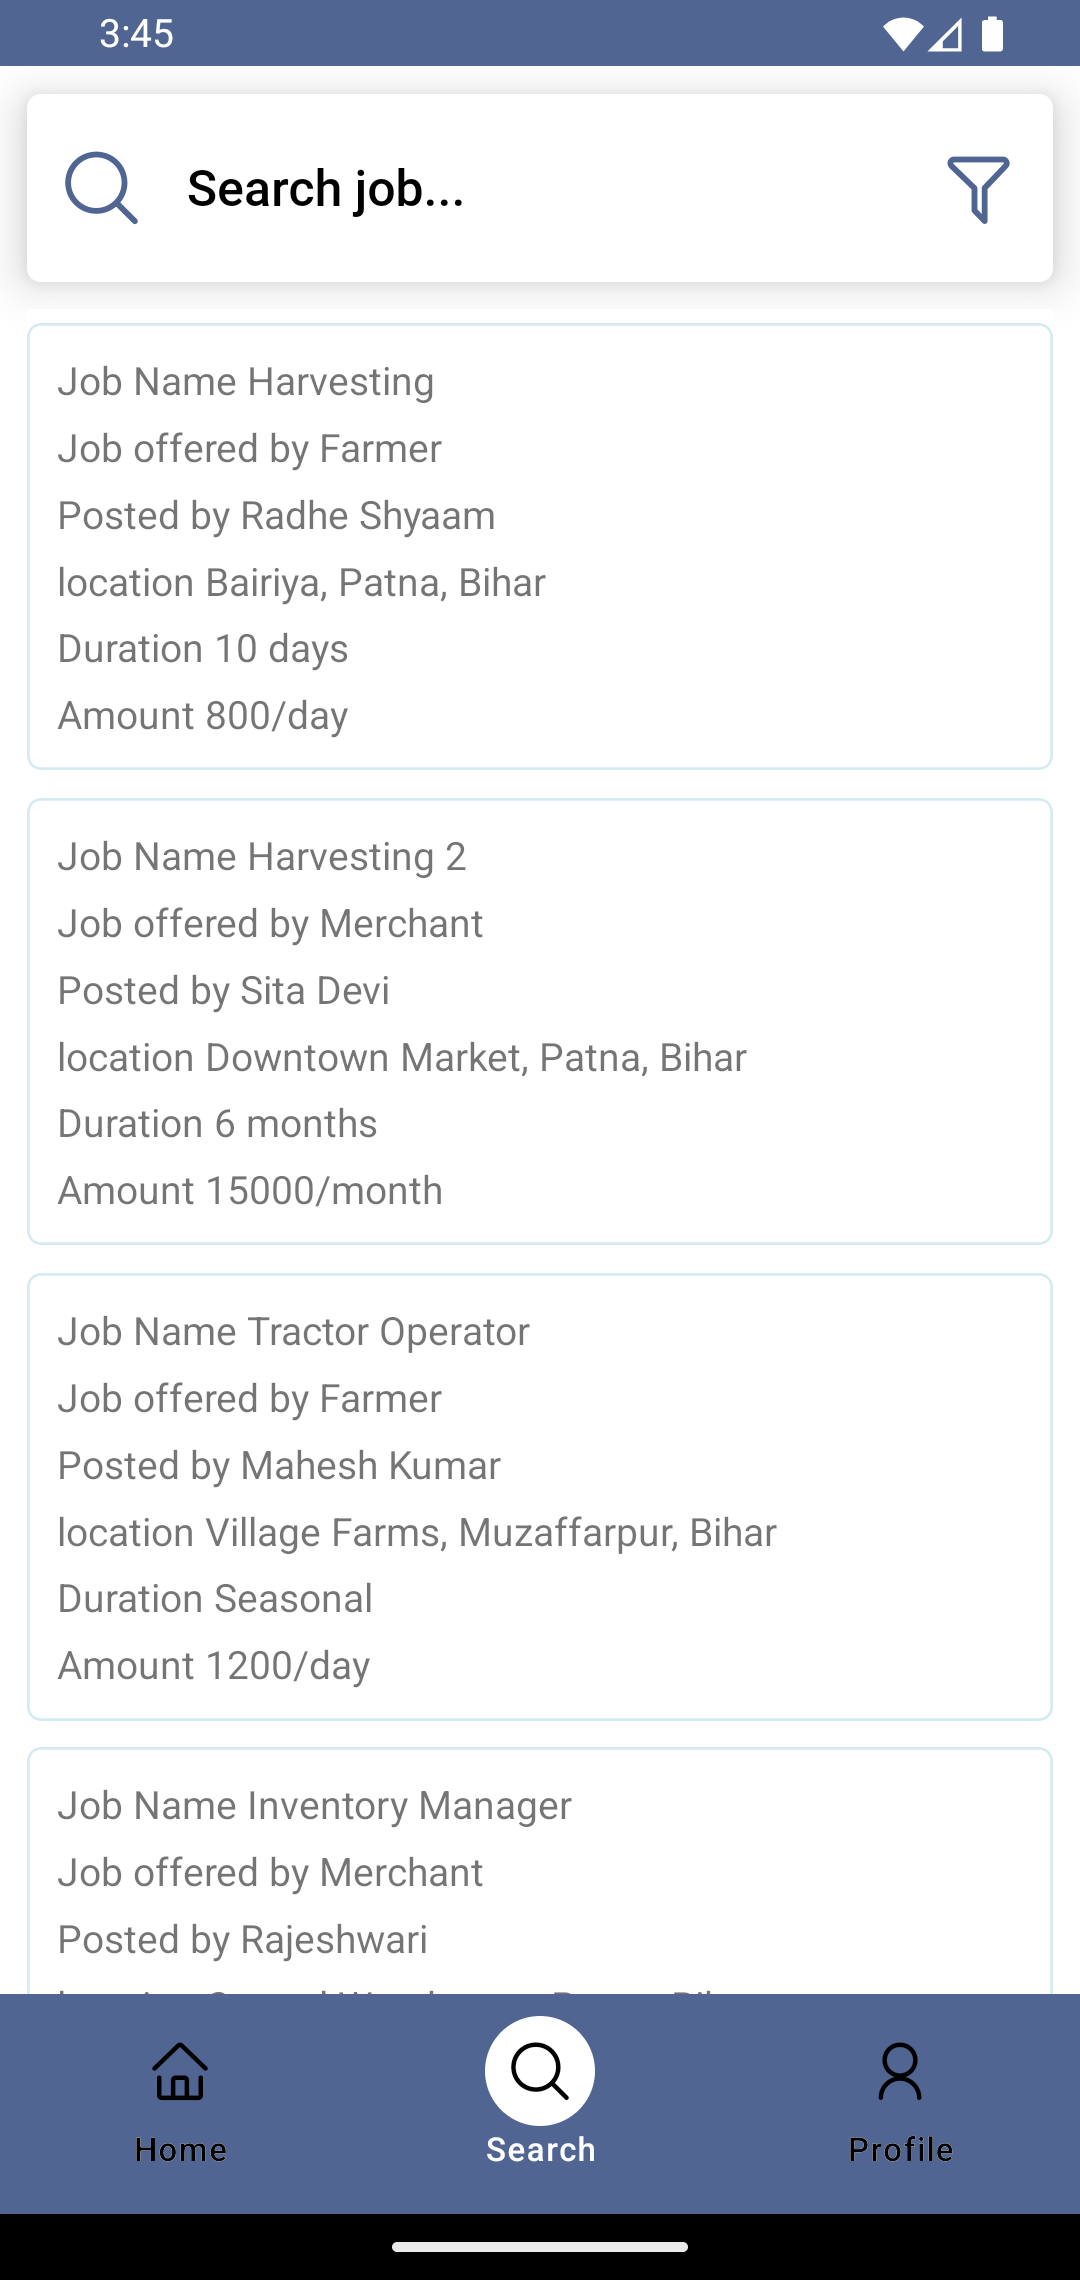 3:45
Search job...
Job Name Harvesting
Job offered by Farmer
Posted by Radhe Shyaam
location Bairiya, Patna, Bihar
Duration 10 days
Amount 800/day
Job Name Harvesting 2
Job offered by Merchant
Posted by Sita Devi
location Downtown Market, Patna, Bihar
Duration 6 months
Amount 15000/month
Job Name Tractor Operator
Job offered by Farmer
Posted by Mahesh Kumar
location Village Farms, Muzaffarpur, Bihar
Duration Seasonal
Amount 1200/day
Job Name Inventory Manager
Job offered by Merchant
Posted by Rajeshwari
Home
Search
Profile